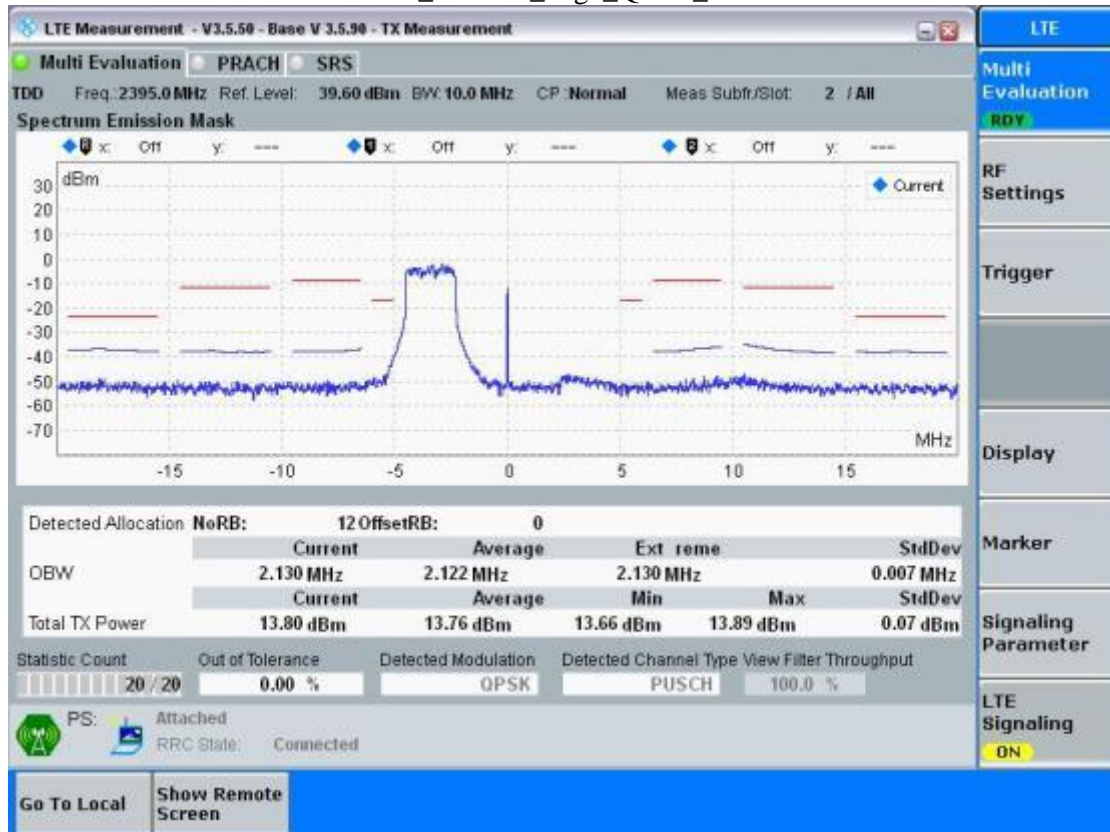 LTE Measurement - V3.5.50 - Base V 3.5.90 - TX Measurement
LTE
Multi Evaluation PRACH SRS
Multi Evaluation
RDY
TDD Freq.:2395.0 MHz Ref. Level: 39.60 dBm BW: 10.0 MHz CP :Normal Meas Subfr./Slot: 2 / All
Spectrum Emission Mask
x: Off y: --- x: Off y: --- x: Off y: ---
dBm
Current
30
20
10
0
-10
-20
-30
-40
-50
-60
-70
MHz
-15 -10 -5 0 5 10 15
RF
Settings
Trigger
Display
Marker
Signaling
Parameter
LTE
Signaling
ON
Detected Allocation NoRB: 12 OffsetRB: 0
Current Average Ext reme StdDev
OBW 2.130 MHz 2.122 MHz 2.130 MHz 0.007 MHz
Current Average Min Max StdDev
Total TX Power 13.80 dBm 13.76 dBm 13.66 dBm 13.89 dBm 0.07 dBm
Statistic Count Out of Tolerance Detected Modulation Detected Channel Type View Filter Throughput
20 / 20 0.00 % QPSK PUSCH 100.0 %
PS: Attached
RRC State: Connected
Go To Local
Show Remote
Screen